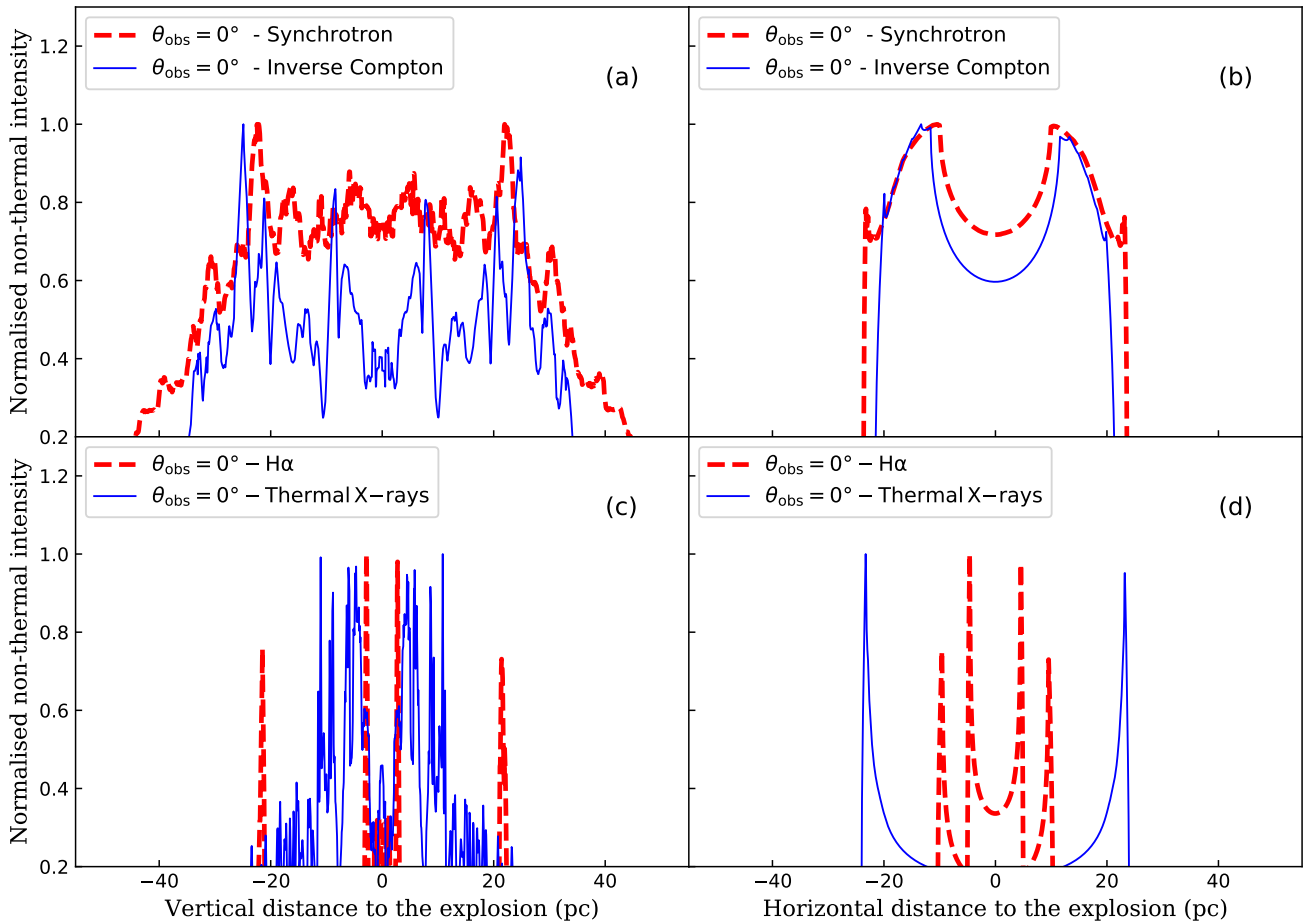 θobs = 0° - Synchrotron
θobs = 0° - Inverse Compton
(a)
θobs = 0° - Synchrotron
θobs = 0° - Inverse Compton
(b)
Normalised non-thermal intensity
1.2
1.0
0.8
0.6
0.4
0.2
θobs = 0° − Hα
θobs = 0° − Thermal X−rays
(c)
θobs = 0° − Hα
θobs = 0° − Thermal X−rays
(d)
Normalised non-thermal intensity
1.2
1.0
0.8
0.6
0.4
0.2
−40 −20 0 20 40
−40 −20 0 20 40
Vertical distance to the explosion (pc)
Horizontal distance to the explosion (pc)